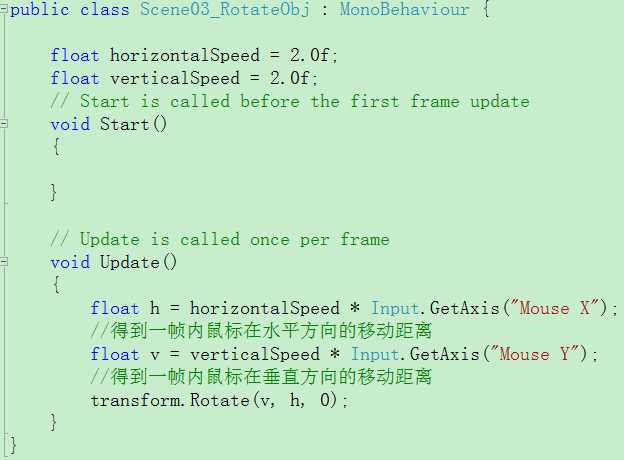 public class Scene03_RotateObj : MonoBehaviour {
float horizontalSpeed = 2.0f;
float verticalSpeed = 2.0f;
// Start is called before the first frame update
void Start()
{
}
// Update is called once per frame
void Update()
{
float h = horizontalSpeed * Input.GetAxis("Mouse X");
//得到一帧内鼠标在水平方向的移动距离
float v = verticalSpeed * Input.GetAxis("Mouse Y");
//得到一帧内鼠标在垂直方向的移动距离
transform.Rotate(v, h, 0);
}
}